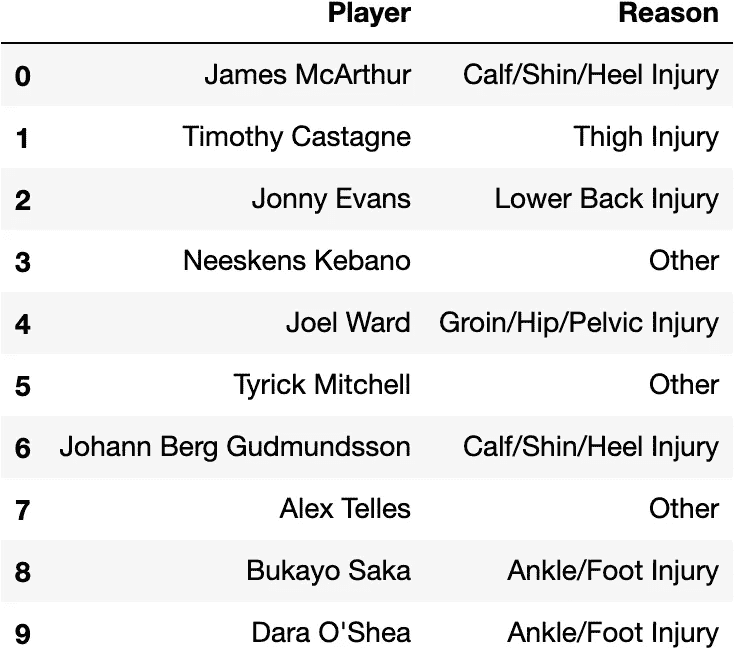 Player Reason
0 James McArthur Calf/Shin/Heel Injury
1 Timothy Castagne Thigh Injury
2 Jonny Evans Lower Back Injury
3 Neeskens Kebano Other
4 Joel Ward Groin/Hip/Pelvic Injury
5 Tyrick Mitchell Other
6 Johann Berg Gudmundsson Calf/Shin/Heel Injury
7 Alex Telles Other
8 Bukayo Saka Ankle/Foot Injury
9 Dara O'Shea Ankle/Foot Injury